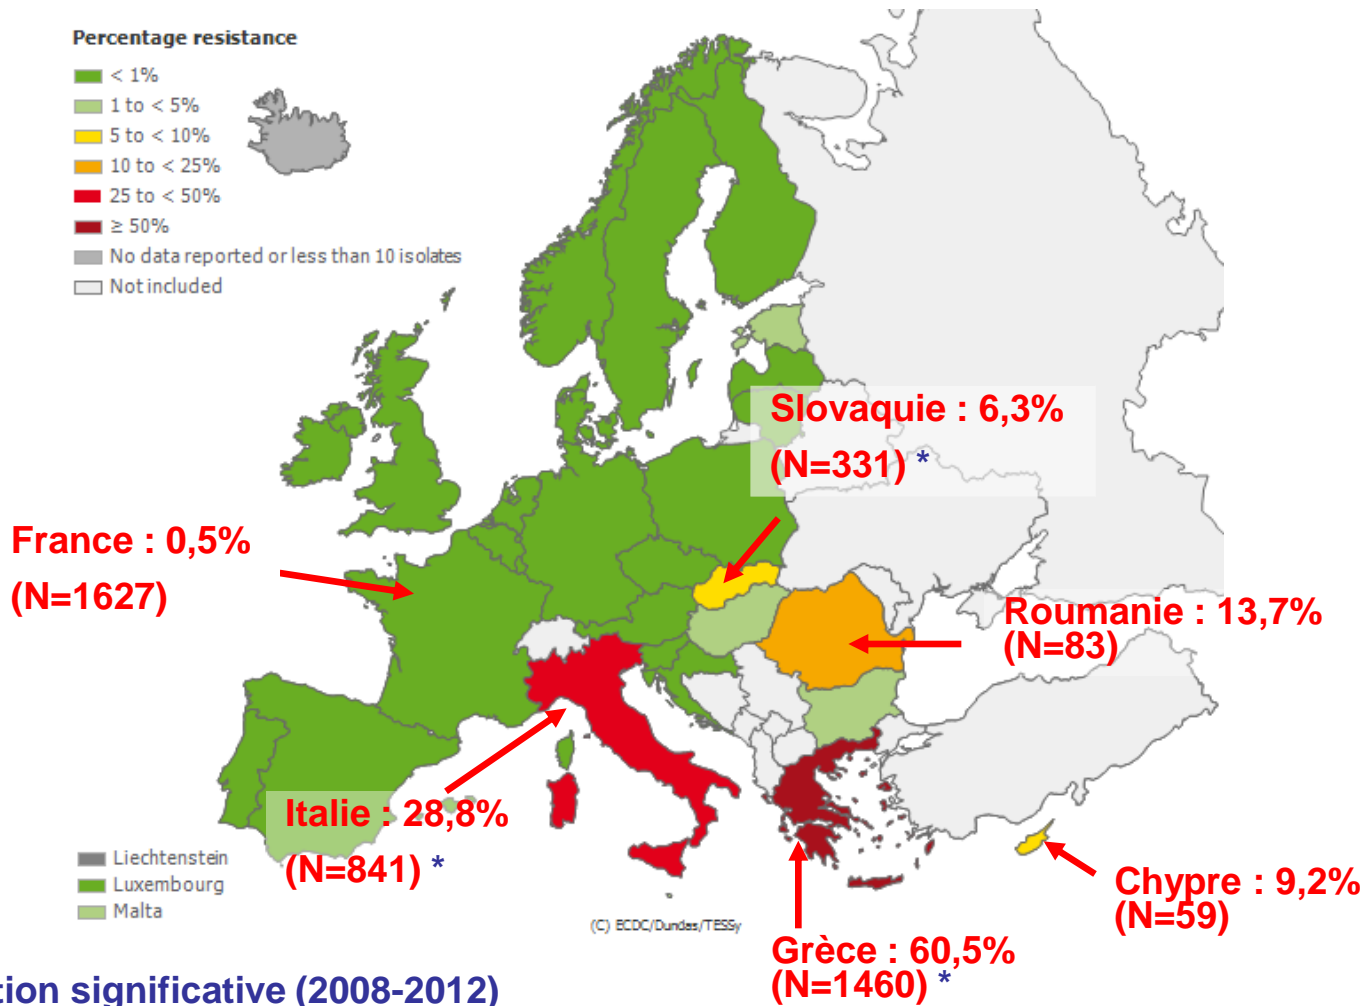 Percentage resistance
< 1%
1 to < 5%
5 to < 10%
10 to < 25%
25 to < 50%
≥ 50%
No data reported or less than 10 isolates
Not included
Slovaquie : 6,3%
(N=331) *
France : 0,5%
(N=1627)
Roumanie : 13,7%
(N=83)
Italie : 28,8%
(N=841) *
Liechtenstein
Luxembourg
Malta
Chypre : 9,2%
(N=59)
(C) ECDC/Dundas/TESSy
Grèce : 60,5%
(N=1460) *
significative (2008-2012)